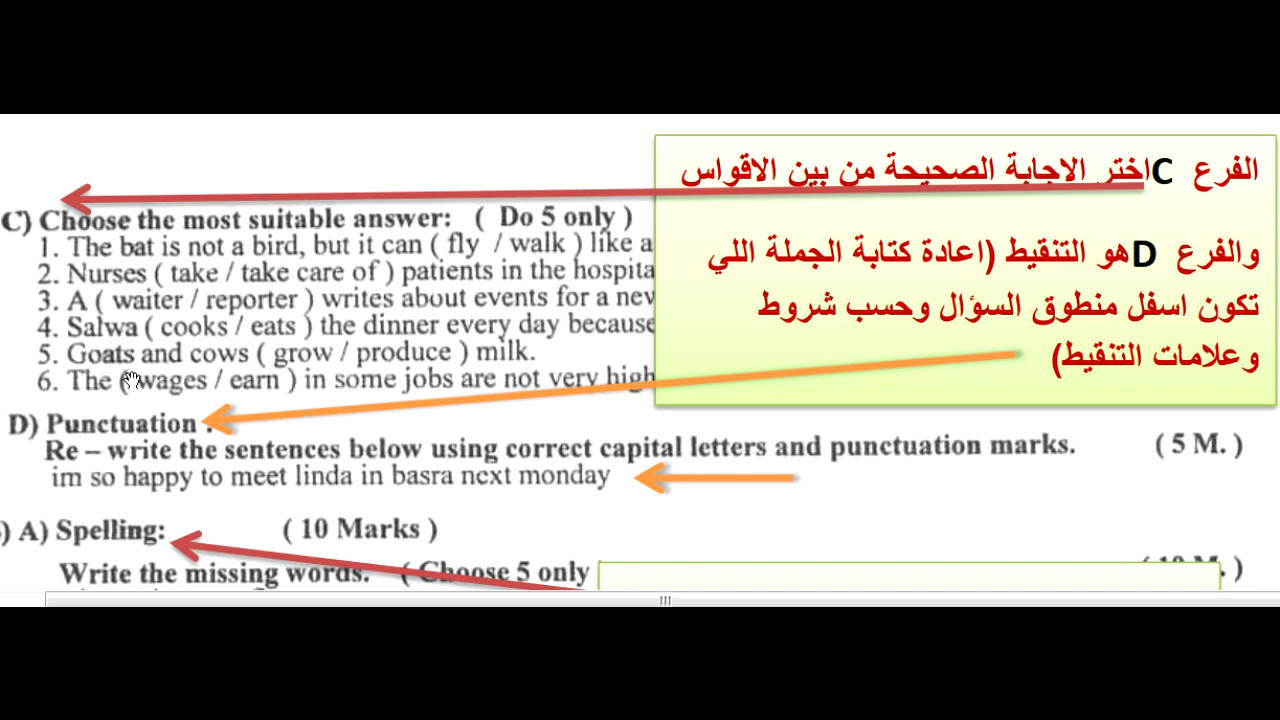 الفرع C اختر الاجابة الصحيحة من بين الاقواس
والفرع D هو التنقيط (اعادة كتابة الجملة اللي
تكون اسفل منطوق السؤال وحسب شروط
وعلامات التنقيط)
C) Choose the most suitable answer: ( Do 5 only )
1. The bat is not a bird, but it can ( fly / walk ) like a
2. Nurses ( take / take care of ) patients in the
3. A ( waiter / reporter ) writes about events for a
4. Salwa ( cooks / eats ) the dinner every day because
5. Goats and cows ( grow / produce ) milk.
6. The ( wages / earn ) in some jobs are not very high
D) Punctuation :
Re – write the sentences below using correct capital letters and punctuation marks. ( 5 M. )
im so happy to meet linda in basra next monday
) A) Spelling: ( 10 Marks )
Write the missing words. ( Choose 5 only